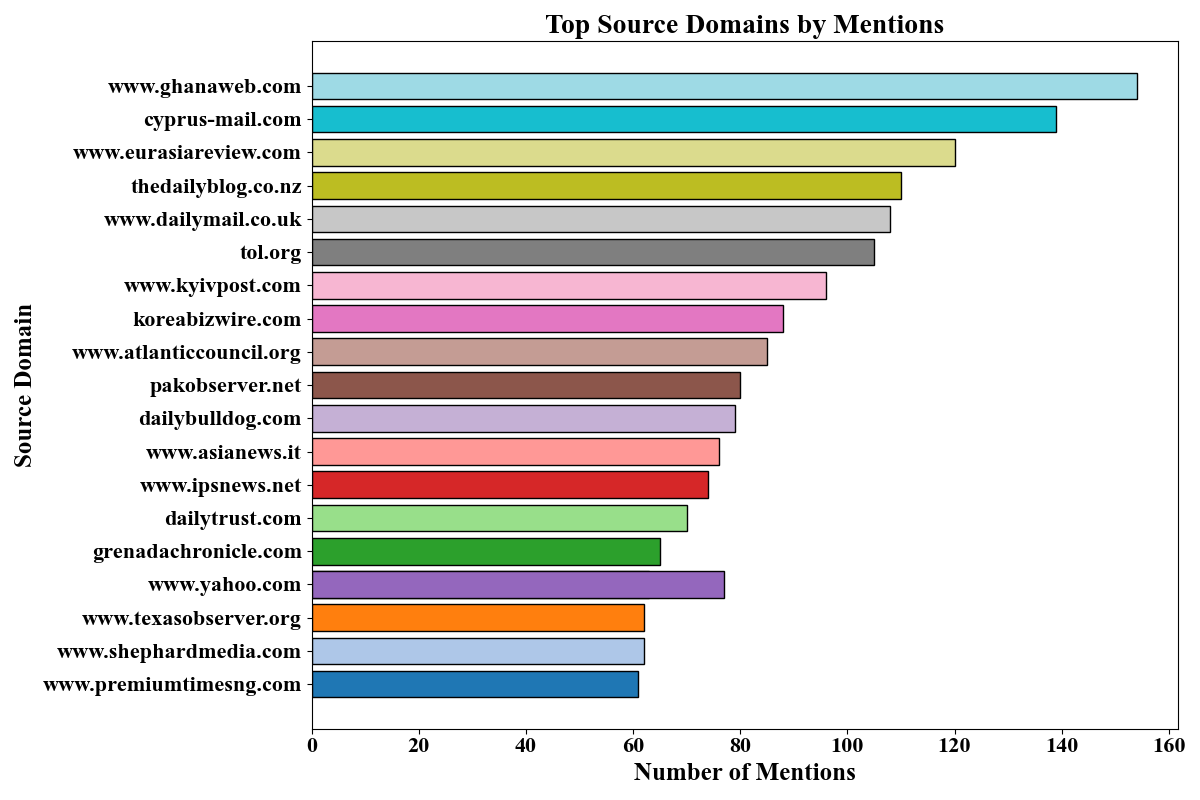 Top Source Domains by Mentions
www.ghanaweb.com
cyprus-mail.com
www.eurasiareview.com
thedailyblog.co.nz
www.dailymail.co.uk
tol.org
www.kyivpost.com
koreabizwire.com
www.atlanticcouncil.org
pakobserver.net
dailybulldog.com
www.asianews.it
www.ipsnews.net
dailytrust.com
grenadachronicle.com
www.yahoo.com
www.texasobserver.org
www.shephardmedia.com
www.premiumtimesng.com
Source Domain
0 20 40 60 80 100 120 140 160
Number of Mentions